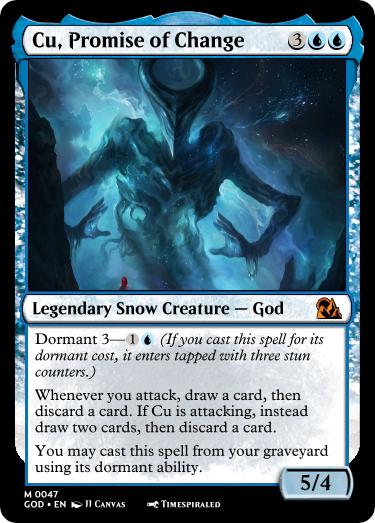 Cu, Promise of Change 3
Legendary Snow Creature — God
Dormant 3—1 (If you cast this spell for its
dormant cost, it enters tapped with three stun
counters.)
Whenever you attack, draw a card, then
discard a card. If Cu is attacking, instead
draw two cards, then discard a card.
You may cast this spell from your graveyard
using its dormant ability.
5/4
M 0047
GOD • EN JJ Canvas Timespiraled